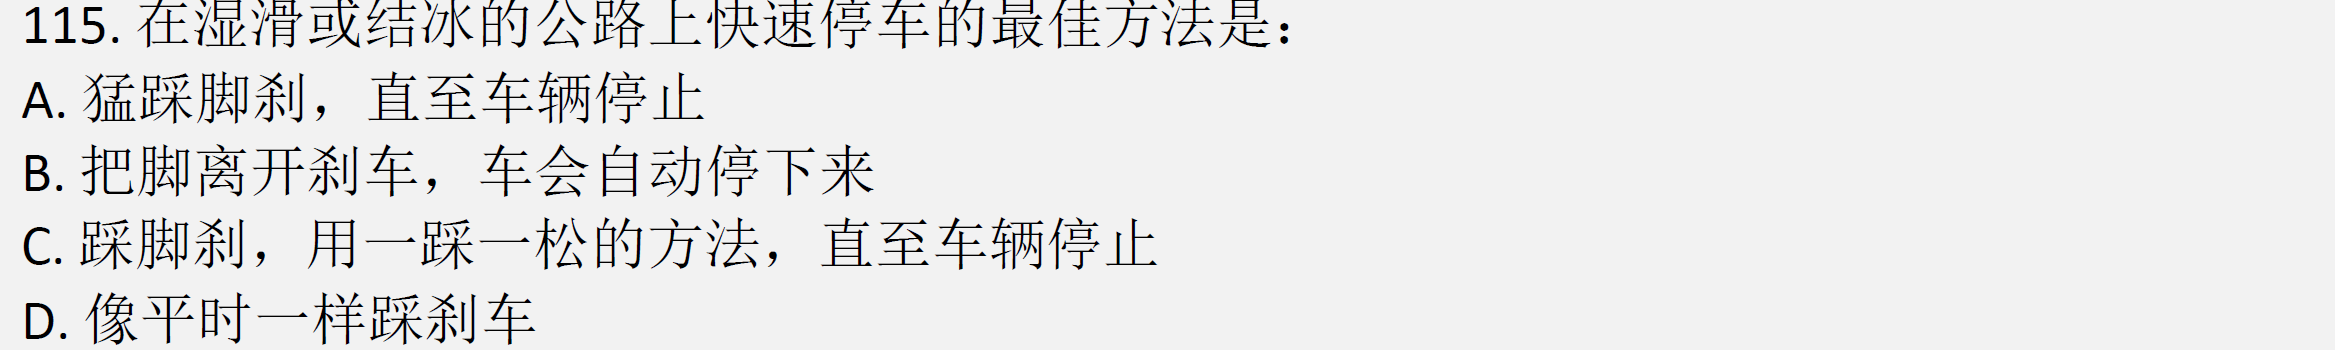 115. 在湿滑或结冰的公路上快速停车的最佳方法是：
A. 猛踩脚刹，直至车辆停止
B. 把脚离开刹车，车会自动停下来
C. 踩脚刹，用一踩一松的方法，直至车辆停止
D. 像平时一样踩刹车